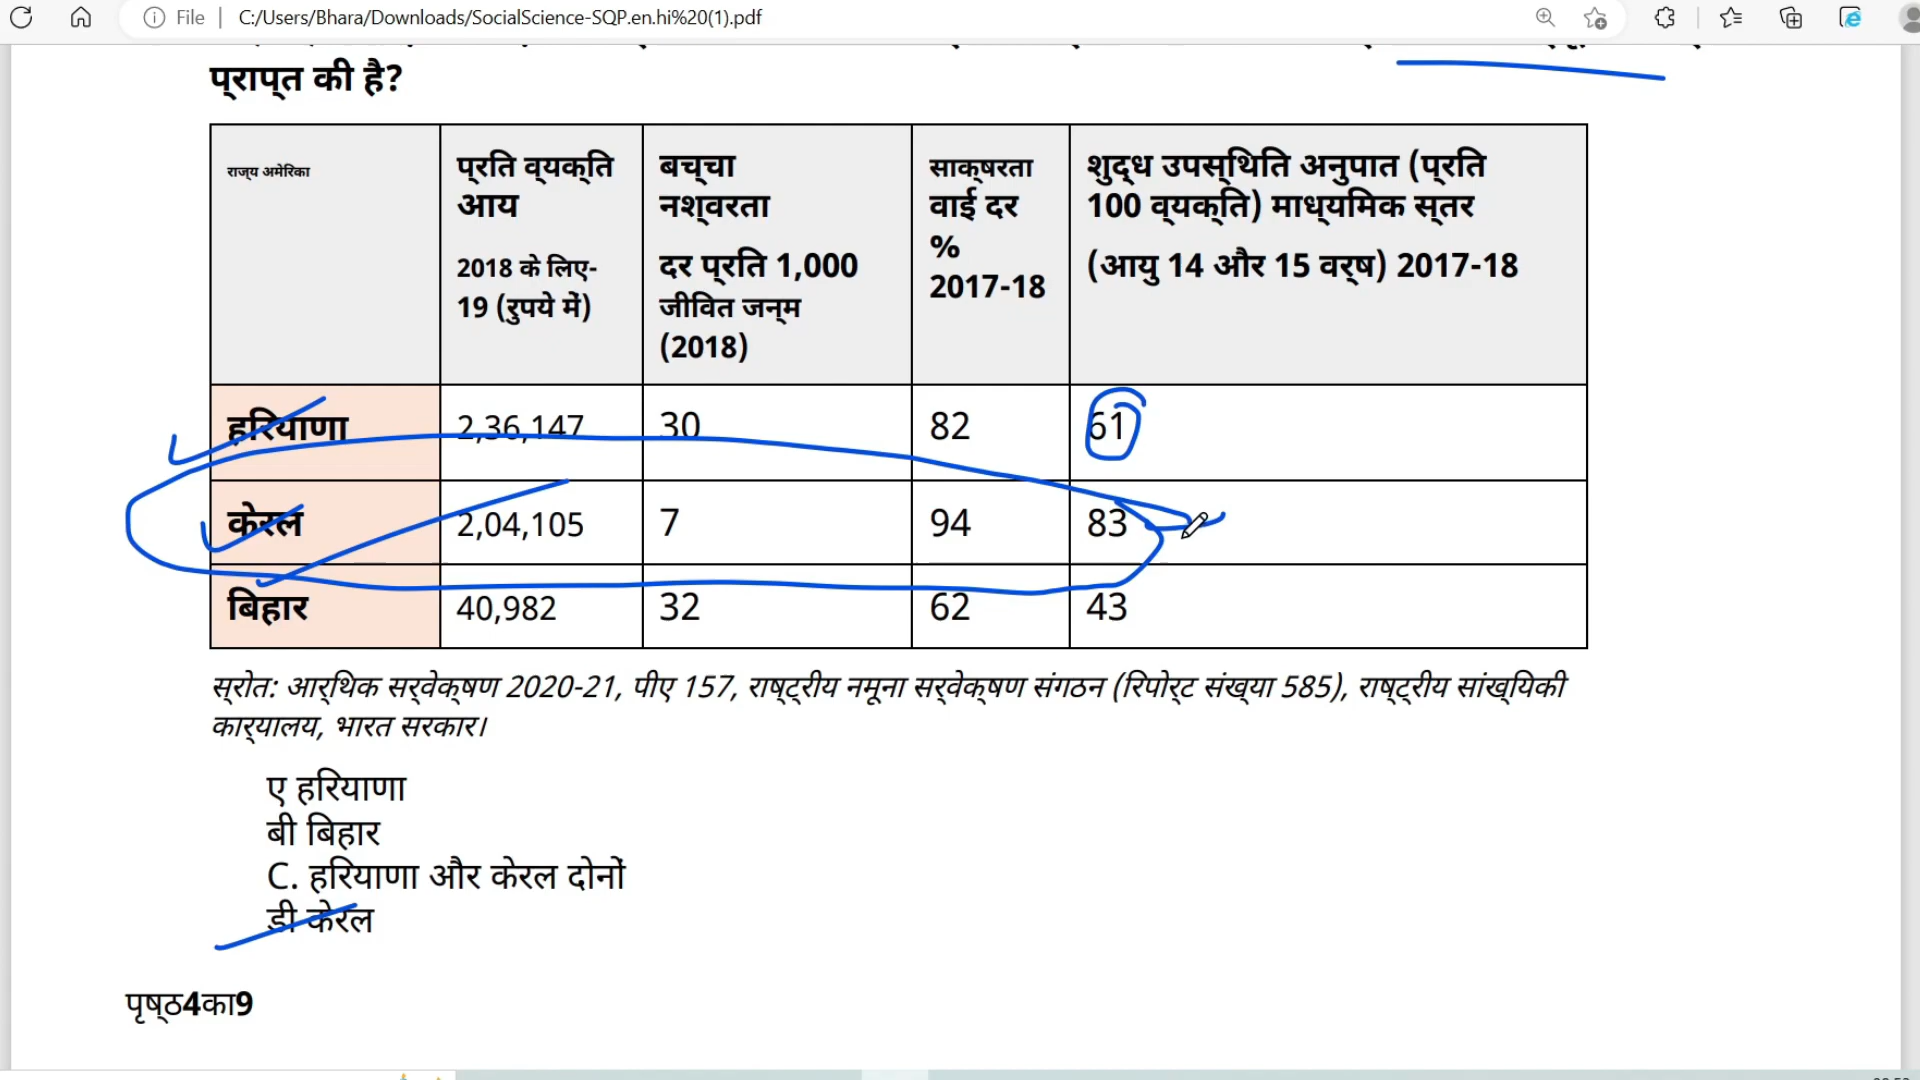 File
C:/Users/Bhara/Downloads/SocialScience-SQP.en.hi%20(1).pdf
प्राप्त की है?
राज्य अमेरिका
प्रति व्यक्ति
आय
2018 के लिए-
19 (रुपये में)
बच्चा
नश्वरता
दर प्रति 1,000
जीवित जन्म
(2018)
साक्षरता
वाई दर
%
2017-18
शुद्ध उपस्थिति अनुपात (प्रति
100 व्यक्ति) माध्यमिक स्तर
(आयु 14 और 15 वर्ष) 2017-18
हरियाणा 2,36,147 30 82 61
केरल 2,04,105 7 94 83
बिहार 40,982 32 62 43
स्रोत: आर्थिक सर्वेक्षण 2020-21, पीए 157, राष्ट्रीय नमूना सर्वेक्षण संगठन (रिपोर्ट संख्या 585), राष्ट्रीय सांख्यिकी
कार्यालय, भारत सरकार।
ए हरियाणा
बी बिहार
C. हरियाणा और केरल दोनों
डी केरल
पृष्ठ4का9